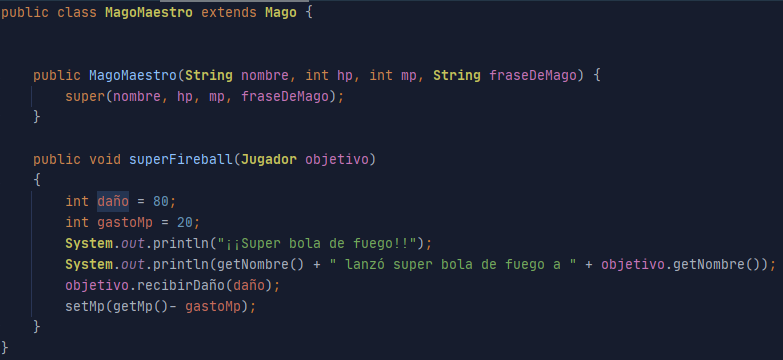 public class MagoMaestro extends Mago {
public MagoMaestro(String nombre, int hp, int mp, String fraseDeMago) {
super(nombre, hp, mp, fraseDeMago);
}
public void superFireball(Jugador objetivo)
{
int daño = 80;
int gastoMp = 20;
System.out.println("¡¡Super bola de fuego!!");
System.out.println(getNombre() + " lanzó super bola de fuego a " + objetivo.getNombre());
objetivo.recibirDaño(daño);
setMp(getMp()- gastoMp);
}
}